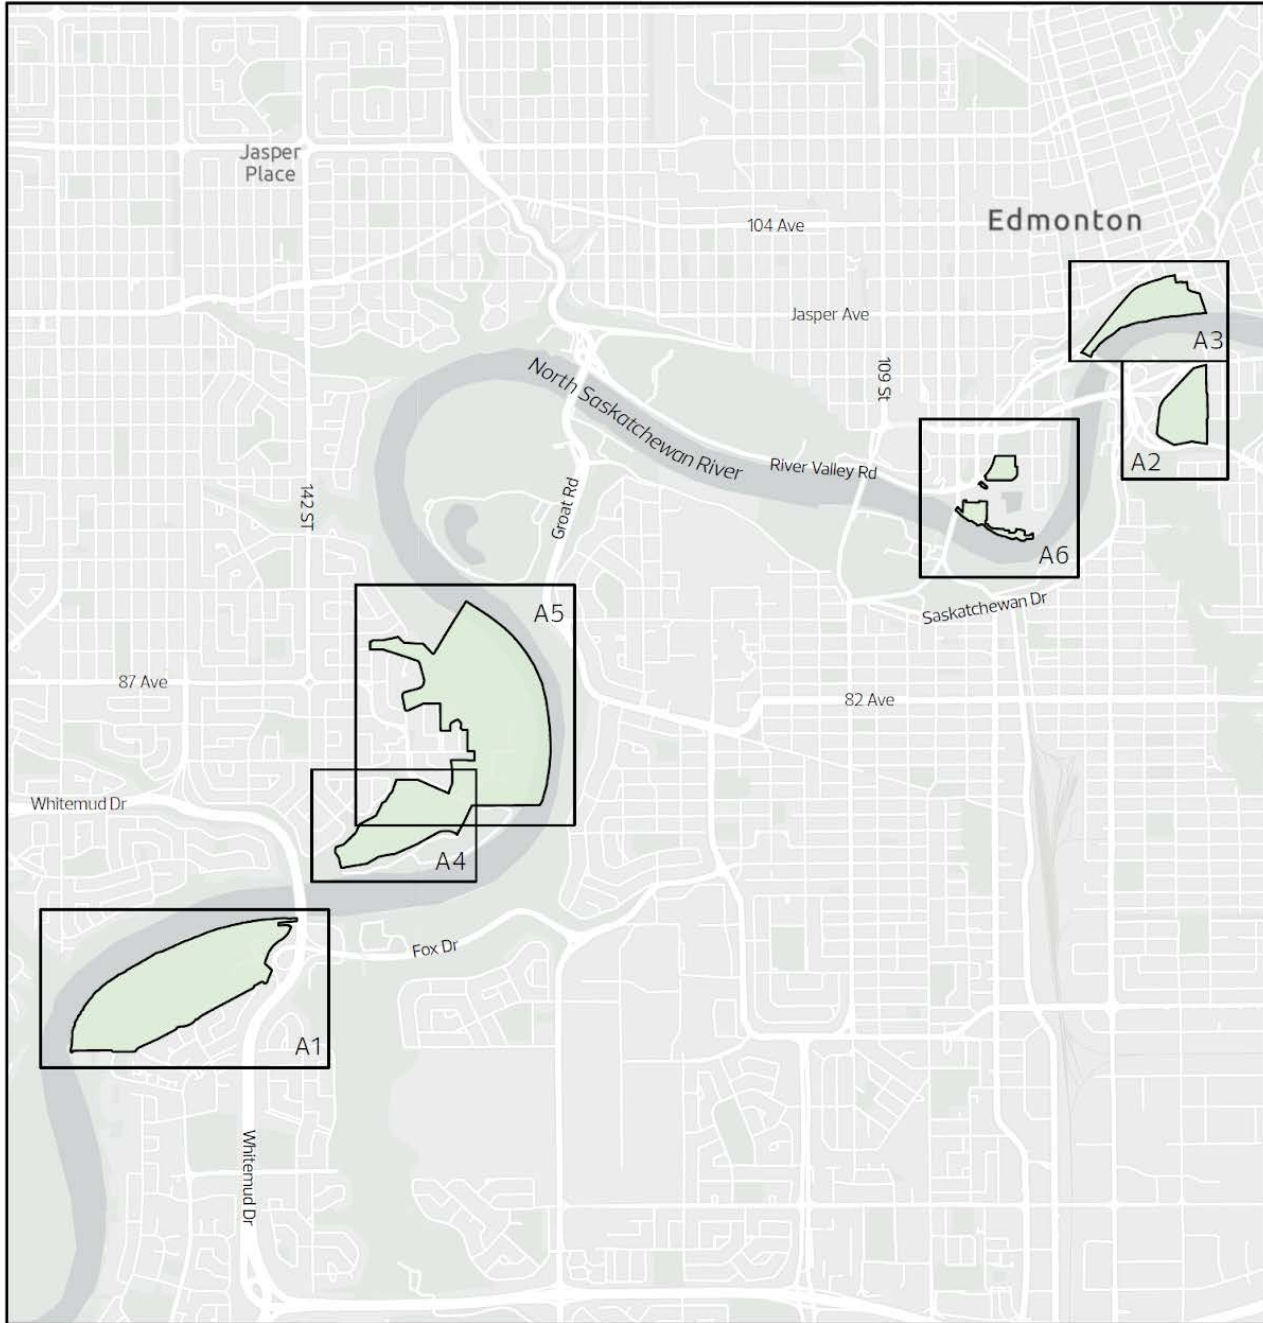 Jasper
Place
104 Ave
Edmonton
Jasper Ave
A3
North Saskatchewan River
109 St
River Valley Rd
A2
142 ST
Groat Rd
A6
Saskatchewan Dr
A5
87 Ave
82 Ave
Whitemud Dr
A4
Fox Dr
A1
Whitemud Dr